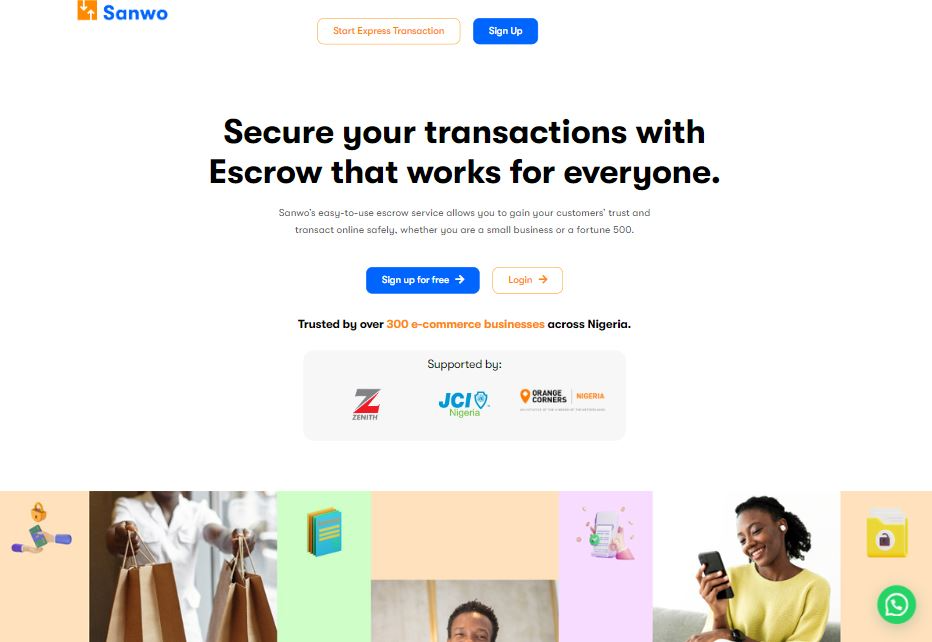 Sanwo
Start Express Transaction
Sign Up
Secure your transactions with
Escrow that works for everyone.
Sanwo's easy-to-use escrow service allows you to gain your customers' trust and
transact online safely, whether you are a small business or a fortune 500.
Sign up for free
Login
Trusted by over 300 e-commerce businesses across Nigeria.
Supported by:
ZENITH
JCI
Nigeria
ORANGE
CORNERS
NIGERIA